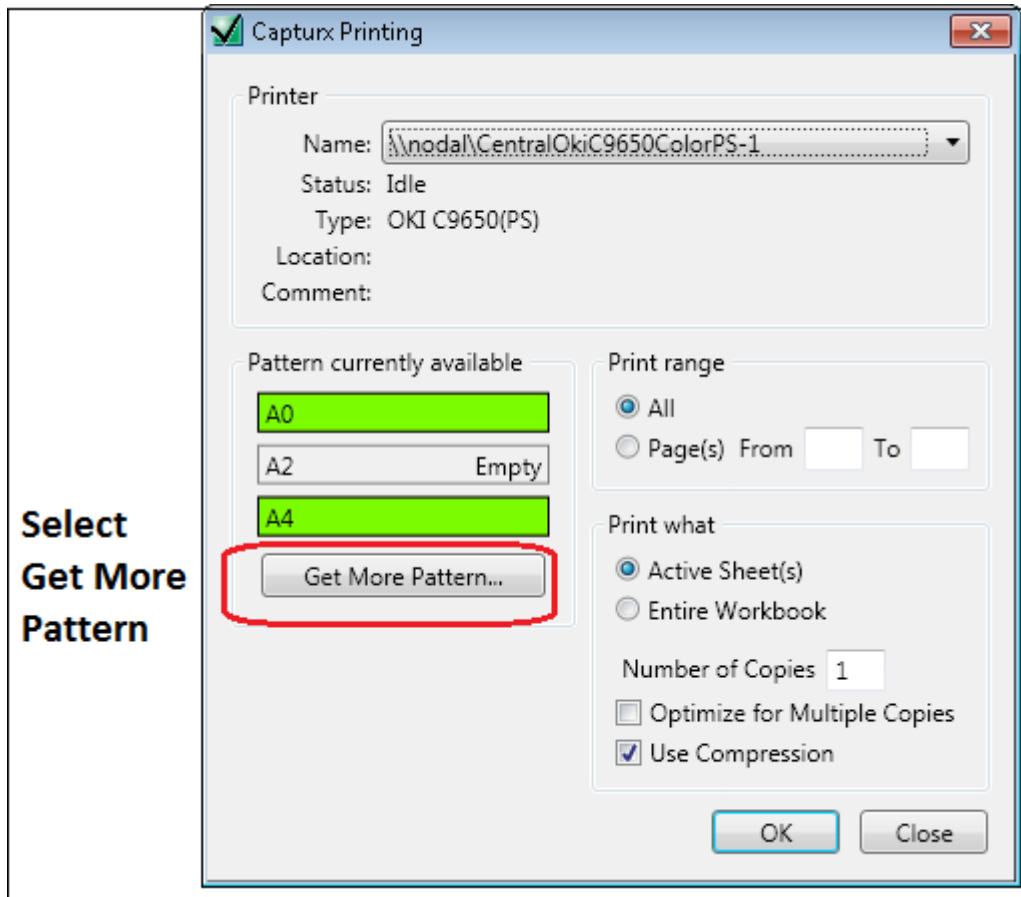 Capturx Printing
Printer
Name: \\nodal\CentralOkiC9650ColorPS-1
Status: Idle
Type: OKI C9650(PS)
Location:
Comment:
Pattern currently available
A0
A2 Empty
A4
Get More Pattern...
Print range
All
Page(s) From To
Print what
Active Sheet(s)
Entire Workbook
Number of Copies 1
Optimize for Multiple Copies
Use Compression
OK Close
Select
Get More
Pattern